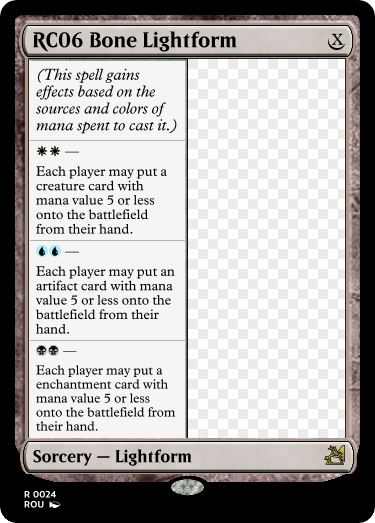 RC06 Bone Lightform X
(This spell gains
effects based on the
sources and colors of
mana spent to cast it.)
—
Each player may put a
creature card with
mana value 5 or less
onto the battlefield
from their hand.
—
Each player may put an
artifact card with mana
value 5 or less onto the
battlefield from their
hand.
—
Each player may put a
enchantment card with
mana value 5 or less
onto the battlefield from
their hand.
Sorcery — Lightform
R 0024
ROU